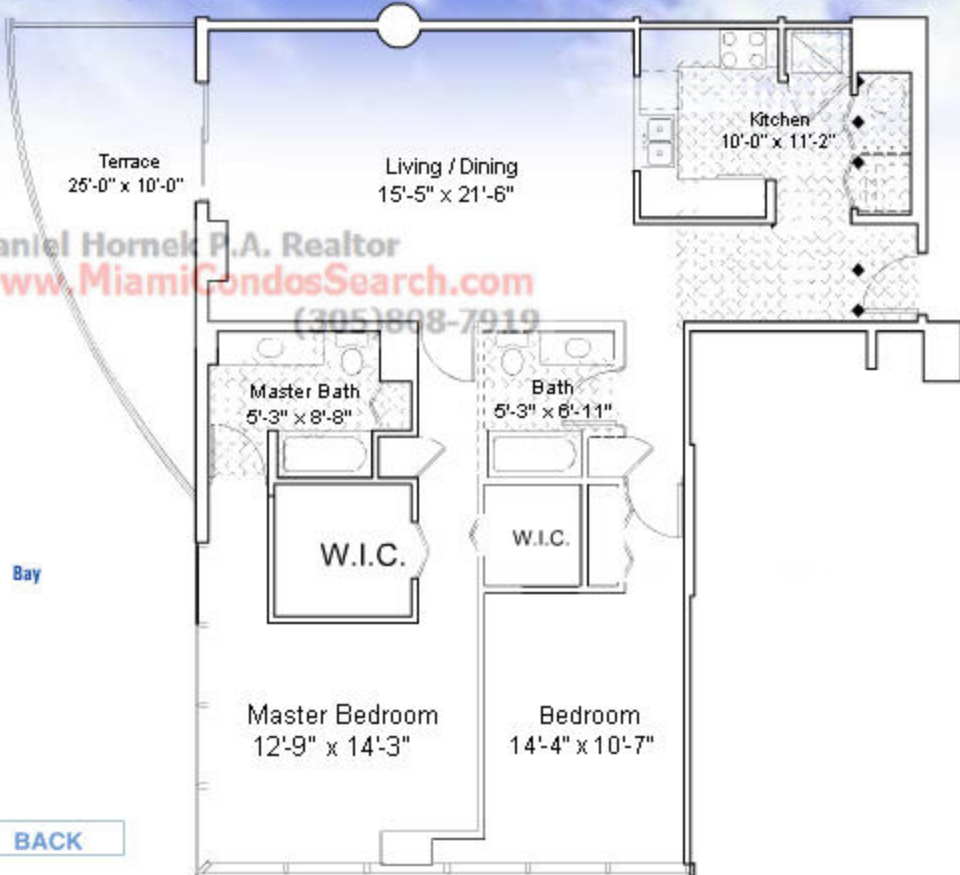 Kitchen
10'-0" x 11'-2"
Terrace
25'-0" x 10'-0"
Living / Dining
15'-5" x 21'-6"
aniel Hornek P.A. Realtor
ww.MiamiCondosSearch.com
(305)808-7919
Master Bath
5'-3" x 8'-8"
Bath
5'-3" x 6'-11"
W.I.C.
W.I.C.
Bay
Master Bedroom
12'-9" x 14'-3"
Bedroom
14'-4" x 10'-7"
BACK